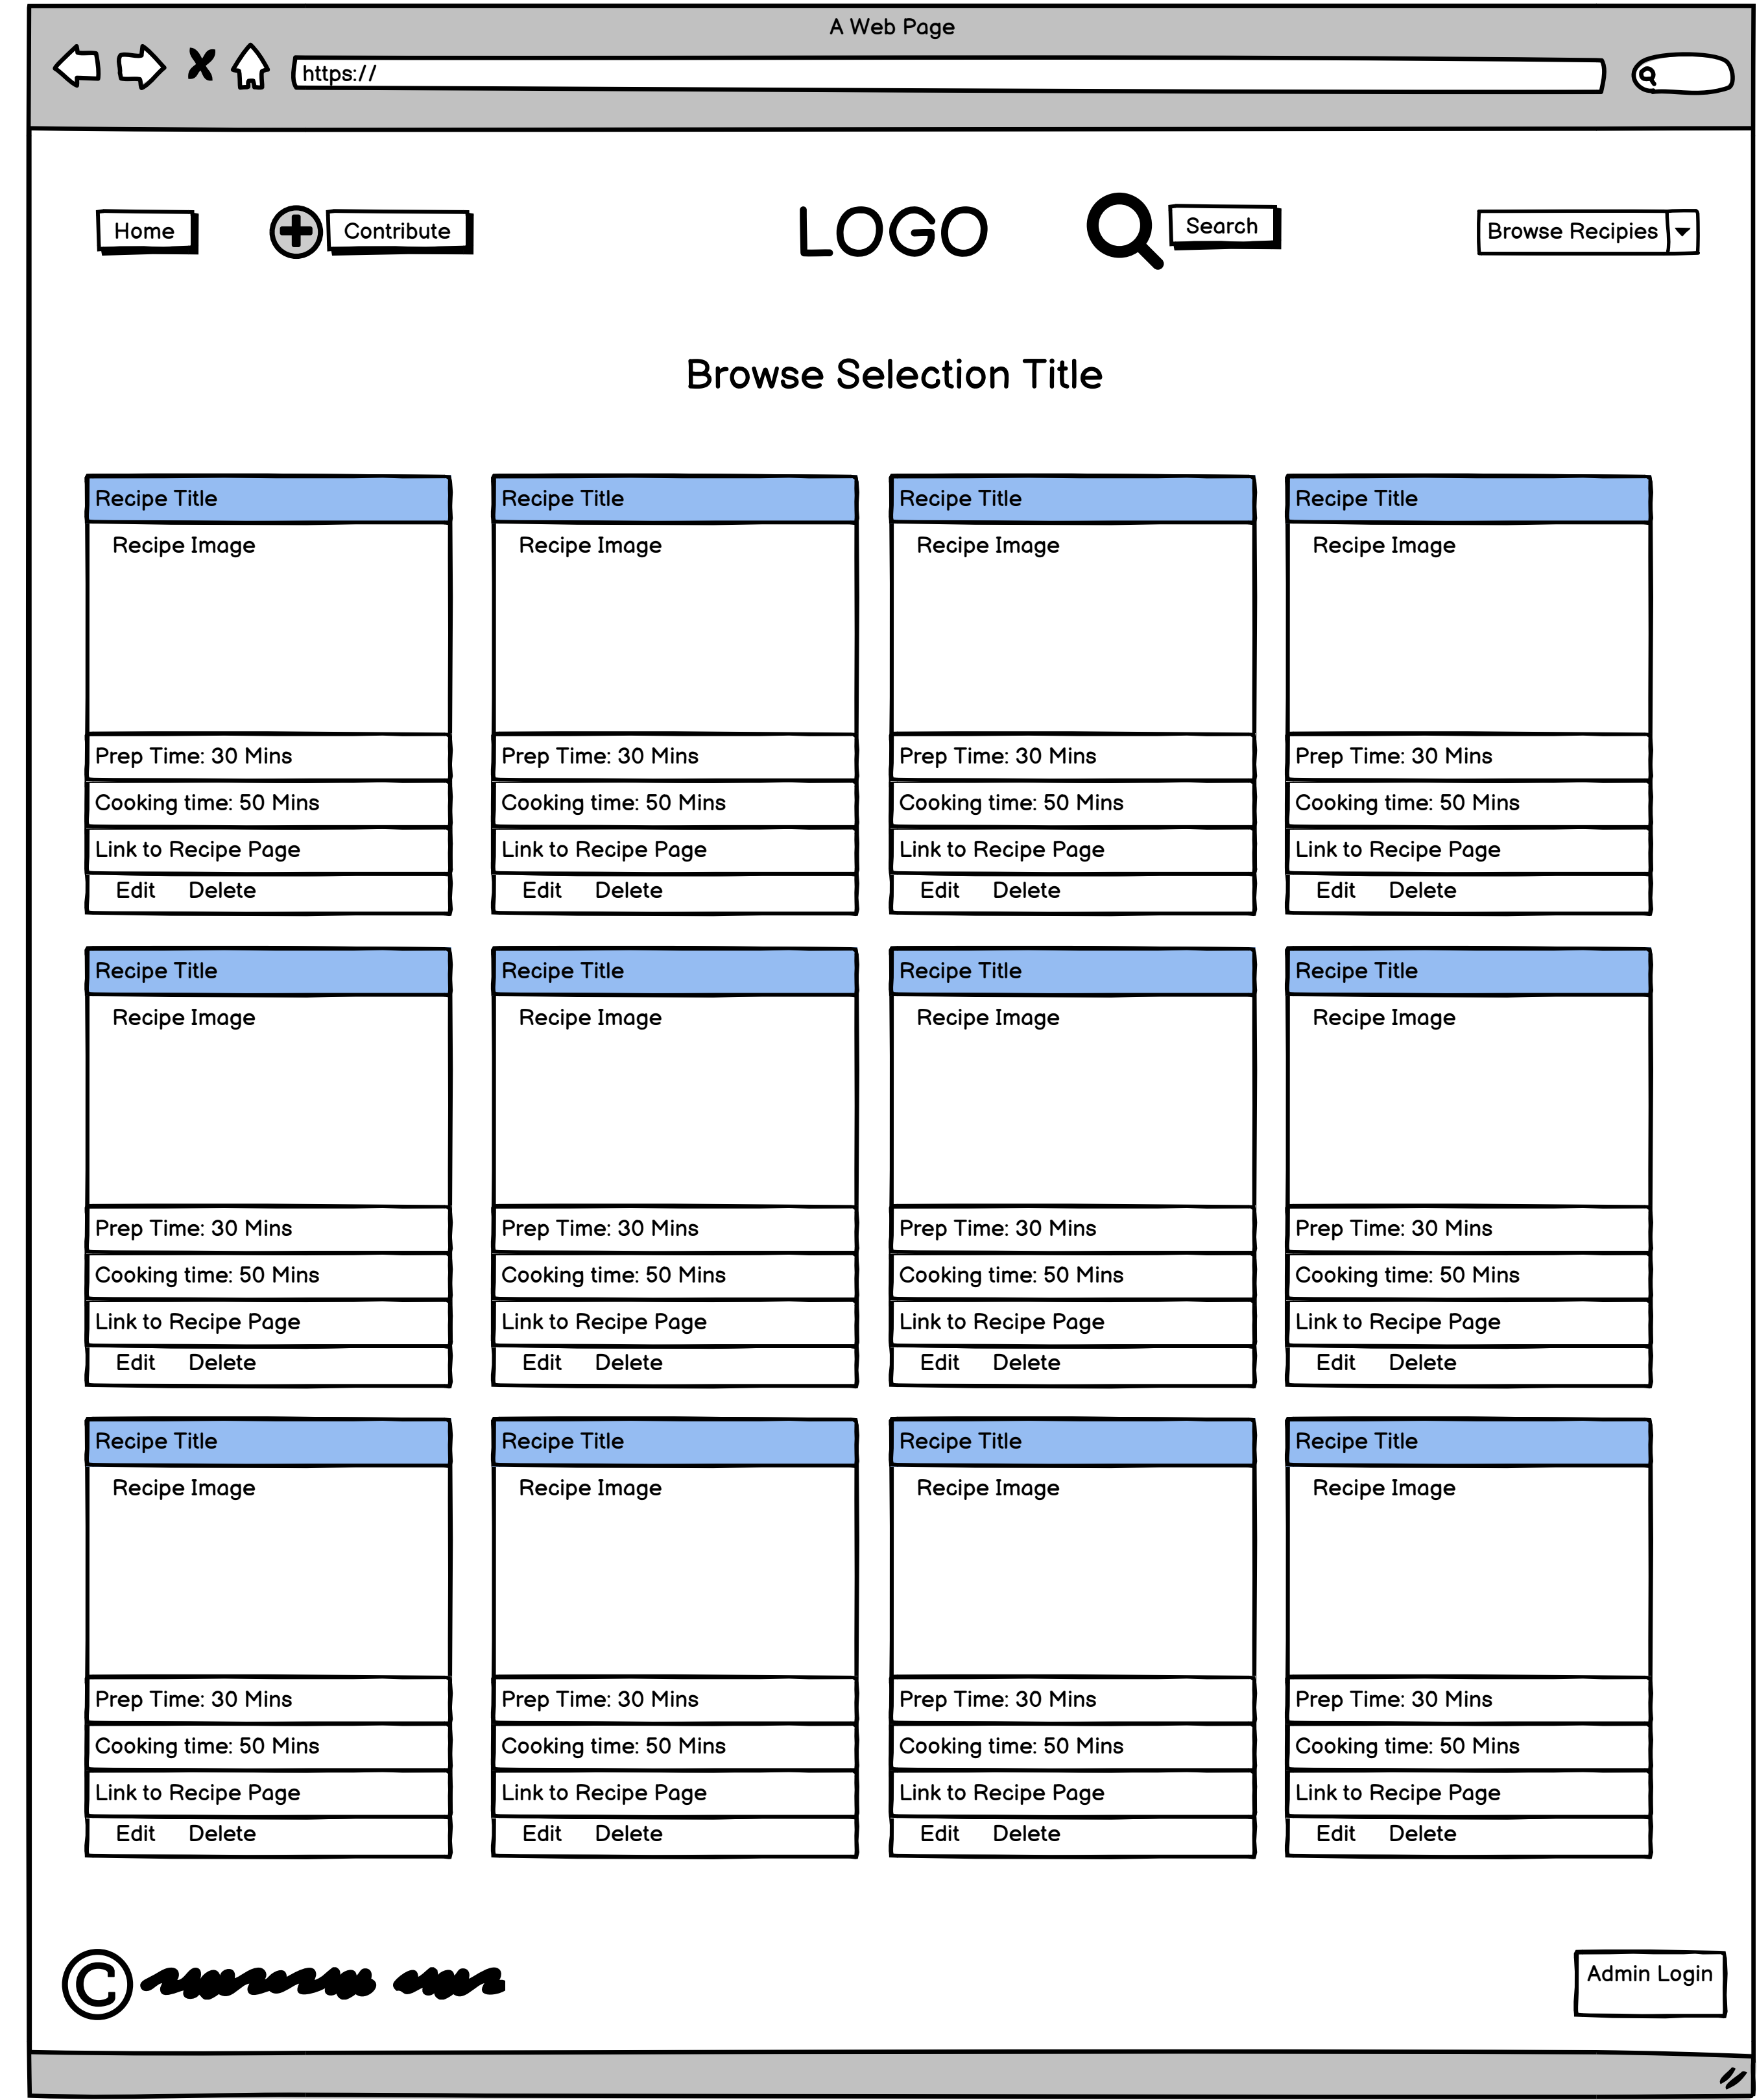 A Web Page
https://
Home
Contribute
LOGO
Search
Browse Recipies
Browse Selection Title
Recipe Title Recipe Title Recipe Title Recipe Title
Recipe Image Recipe Image Recipe Image Recipe Image
Prep Time: 30 Mins Prep Time: 30 Mins Prep Time: 30 Mins Prep Time: 30 Mins
Cooking time: 50 Mins Cooking time: 50 Mins Cooking time: 50 Mins Cooking time: 50 Mins
Link to Recipe Page Link to Recipe Page Link to Recipe Page Link to Recipe Page
Edit Delete Edit Delete Edit Delete Edit Delete
Recipe Title Recipe Title Recipe Title Recipe Title
Recipe Image Recipe Image Recipe Image Recipe Image
Prep Time: 30 Mins Prep Time: 30 Mins Prep Time: 30 Mins Prep Time: 30 Mins
Cooking time: 50 Mins Cooking time: 50 Mins Cooking time: 50 Mins Cooking time: 50 Mins
Link to Recipe Page Link to Recipe Page Link to Recipe Page Link to Recipe Page
Edit Delete Edit Delete Edit Delete Edit Delete
Recipe Title Recipe Title Recipe Title Recipe Title
Recipe Image Recipe Image Recipe Image Recipe Image
Prep Time: 30 Mins Prep Time: 30 Mins Prep Time: 30 Mins Prep Time: 30 Mins
Cooking time: 50 Mins Cooking time: 50 Mins Cooking time: 50 Mins Cooking time: 50 Mins
Link to Recipe Page Link to Recipe Page Link to Recipe Page Link to Recipe Page
Edit Delete Edit Delete Edit Delete Edit Delete
©
Admin Login